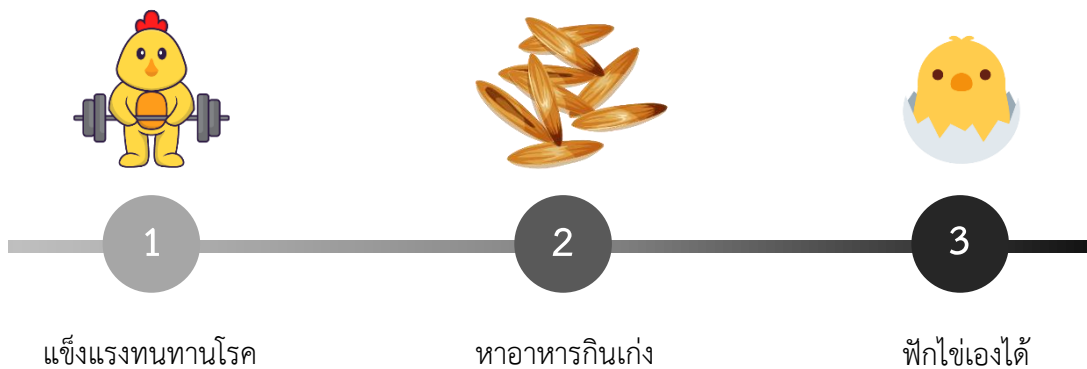 1
2
3
แข็งแรงทนทานโรค
หาอาหารกินเก่ง
ฟักไข่เองได้